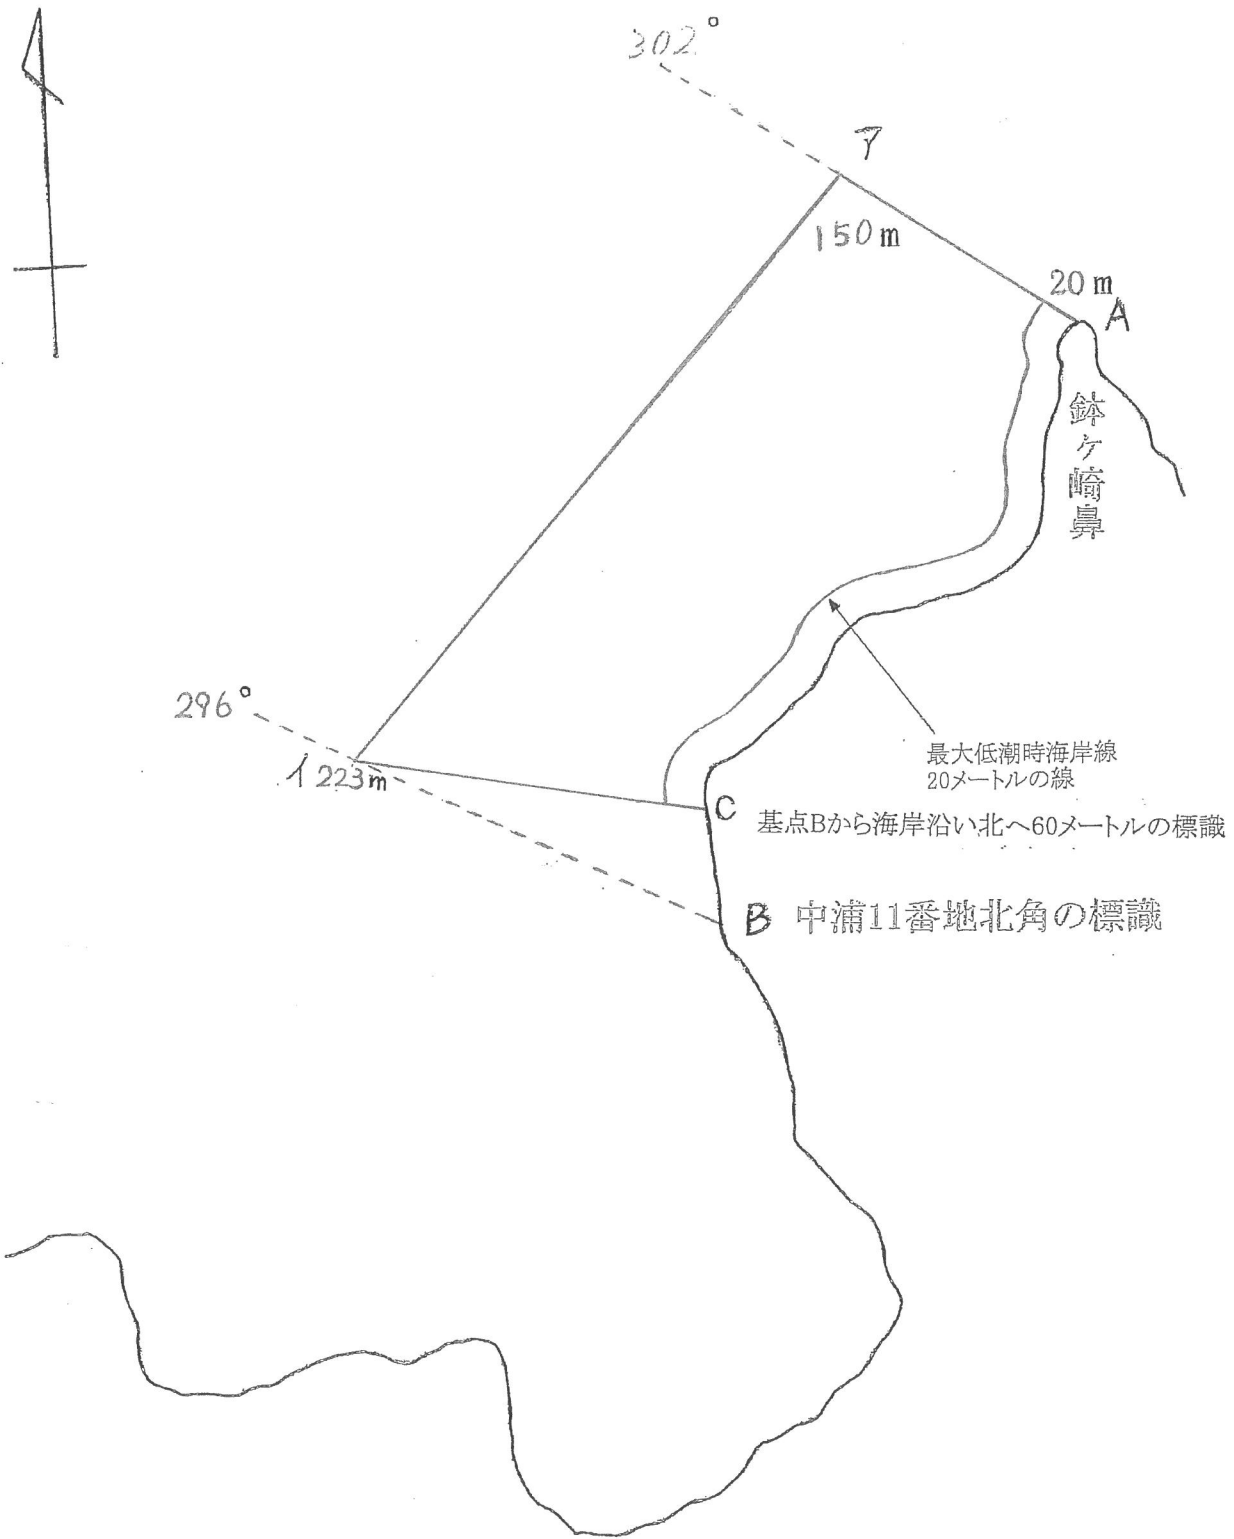 302°
ア
150m
20m
A
鉢ヶ崎鼻
296°
イ 223m
最大低潮時海岸線
20メートルの線
C
基点Bから海岸沿い北へ60メートルの標識
B 中浦11番地北角の標識